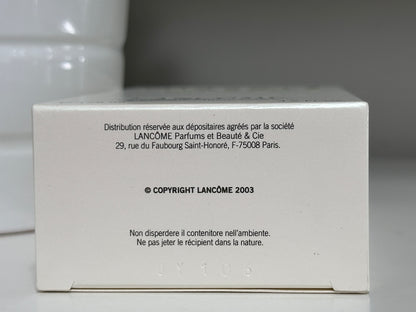 Distribution réservée aux dépositaires agréés par la société
LANCÔME Parfums et Beauté & Cie
29, rue du Faubourg Saint-Honoré, F-75008 Paris.
© COPYRIGHT LANCÔME 2003
Non disperdere il contenitore nell'ambiente.
Ne pas jeter le récipient dans la nature.